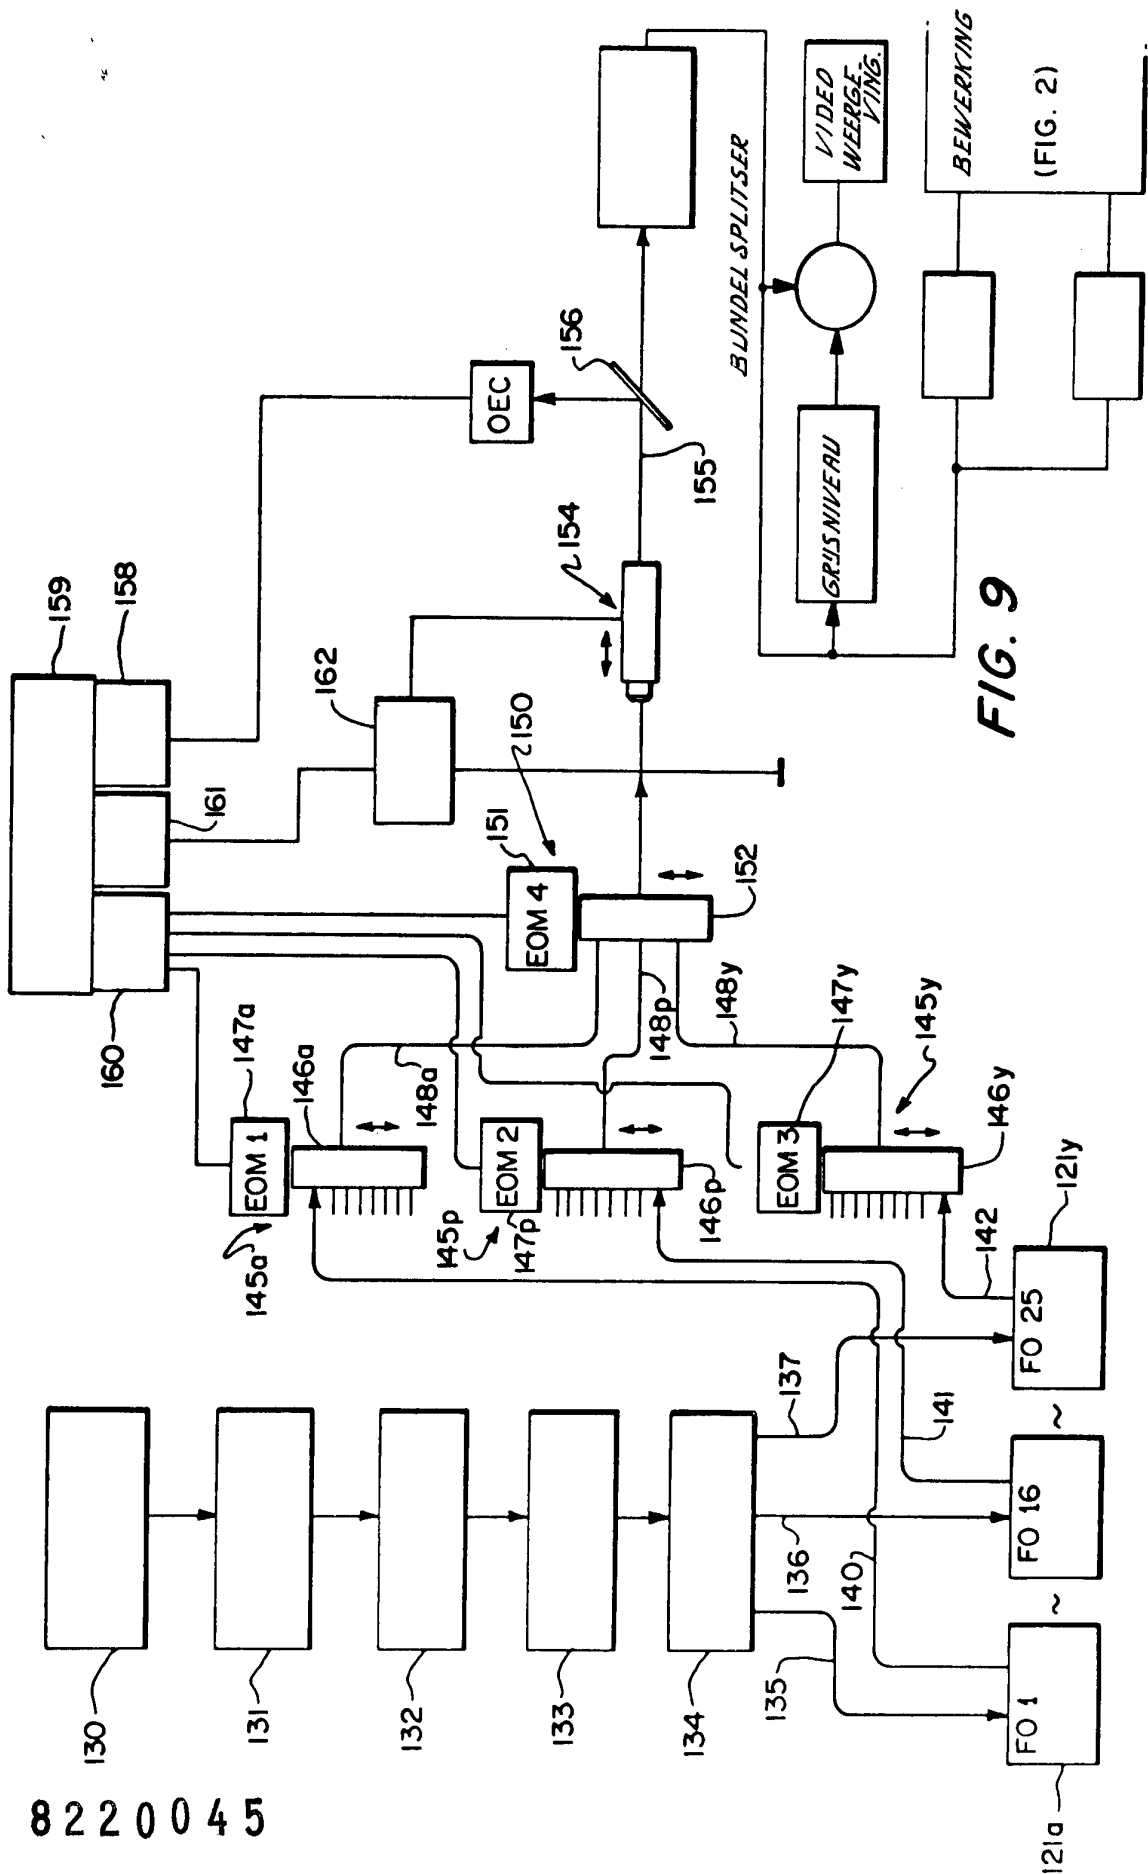 8220045
130
131
132
133
134
135
136
137
140
141
142
FO 1
FO 16
FO 25
~
~
121a
121y
160
159
158
161
162
147a
EOM 1
146a
145a
148a
145p
EOM 2
147p
146p
148p
148y
EOM 3
147y
145y
146y
EOM 4
151
150
152
154
155
156
OEC
BUNDEL SPLITSER
GRIJSNIVEAU
VIDEO
WEERGE-
VING.
BEWERKING
(FIG. 2)
FIG. 9